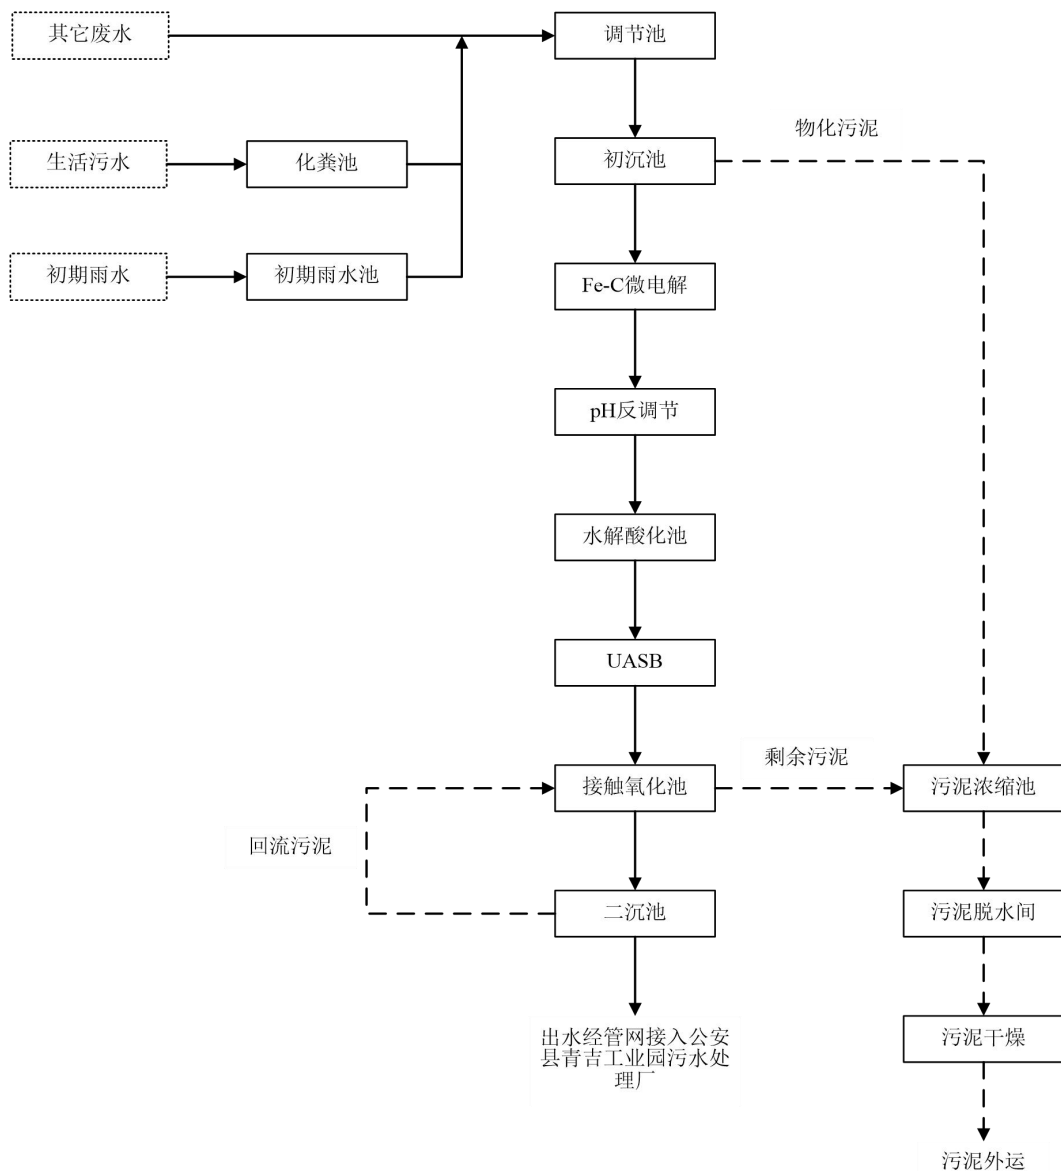 其它废水
调节池
物化污泥
生活污水
化粪池
初沉池
初期雨水
初期雨水池
Fe-C微电解
pH反调节
水解酸化池
UASB
剩余污泥
接触氧化池
污泥浓缩池
回流污泥
二沉池
污泥脱水间
出水经管网接入公安
县青吉工业园污水处
理厂
污泥干燥
污泥外运